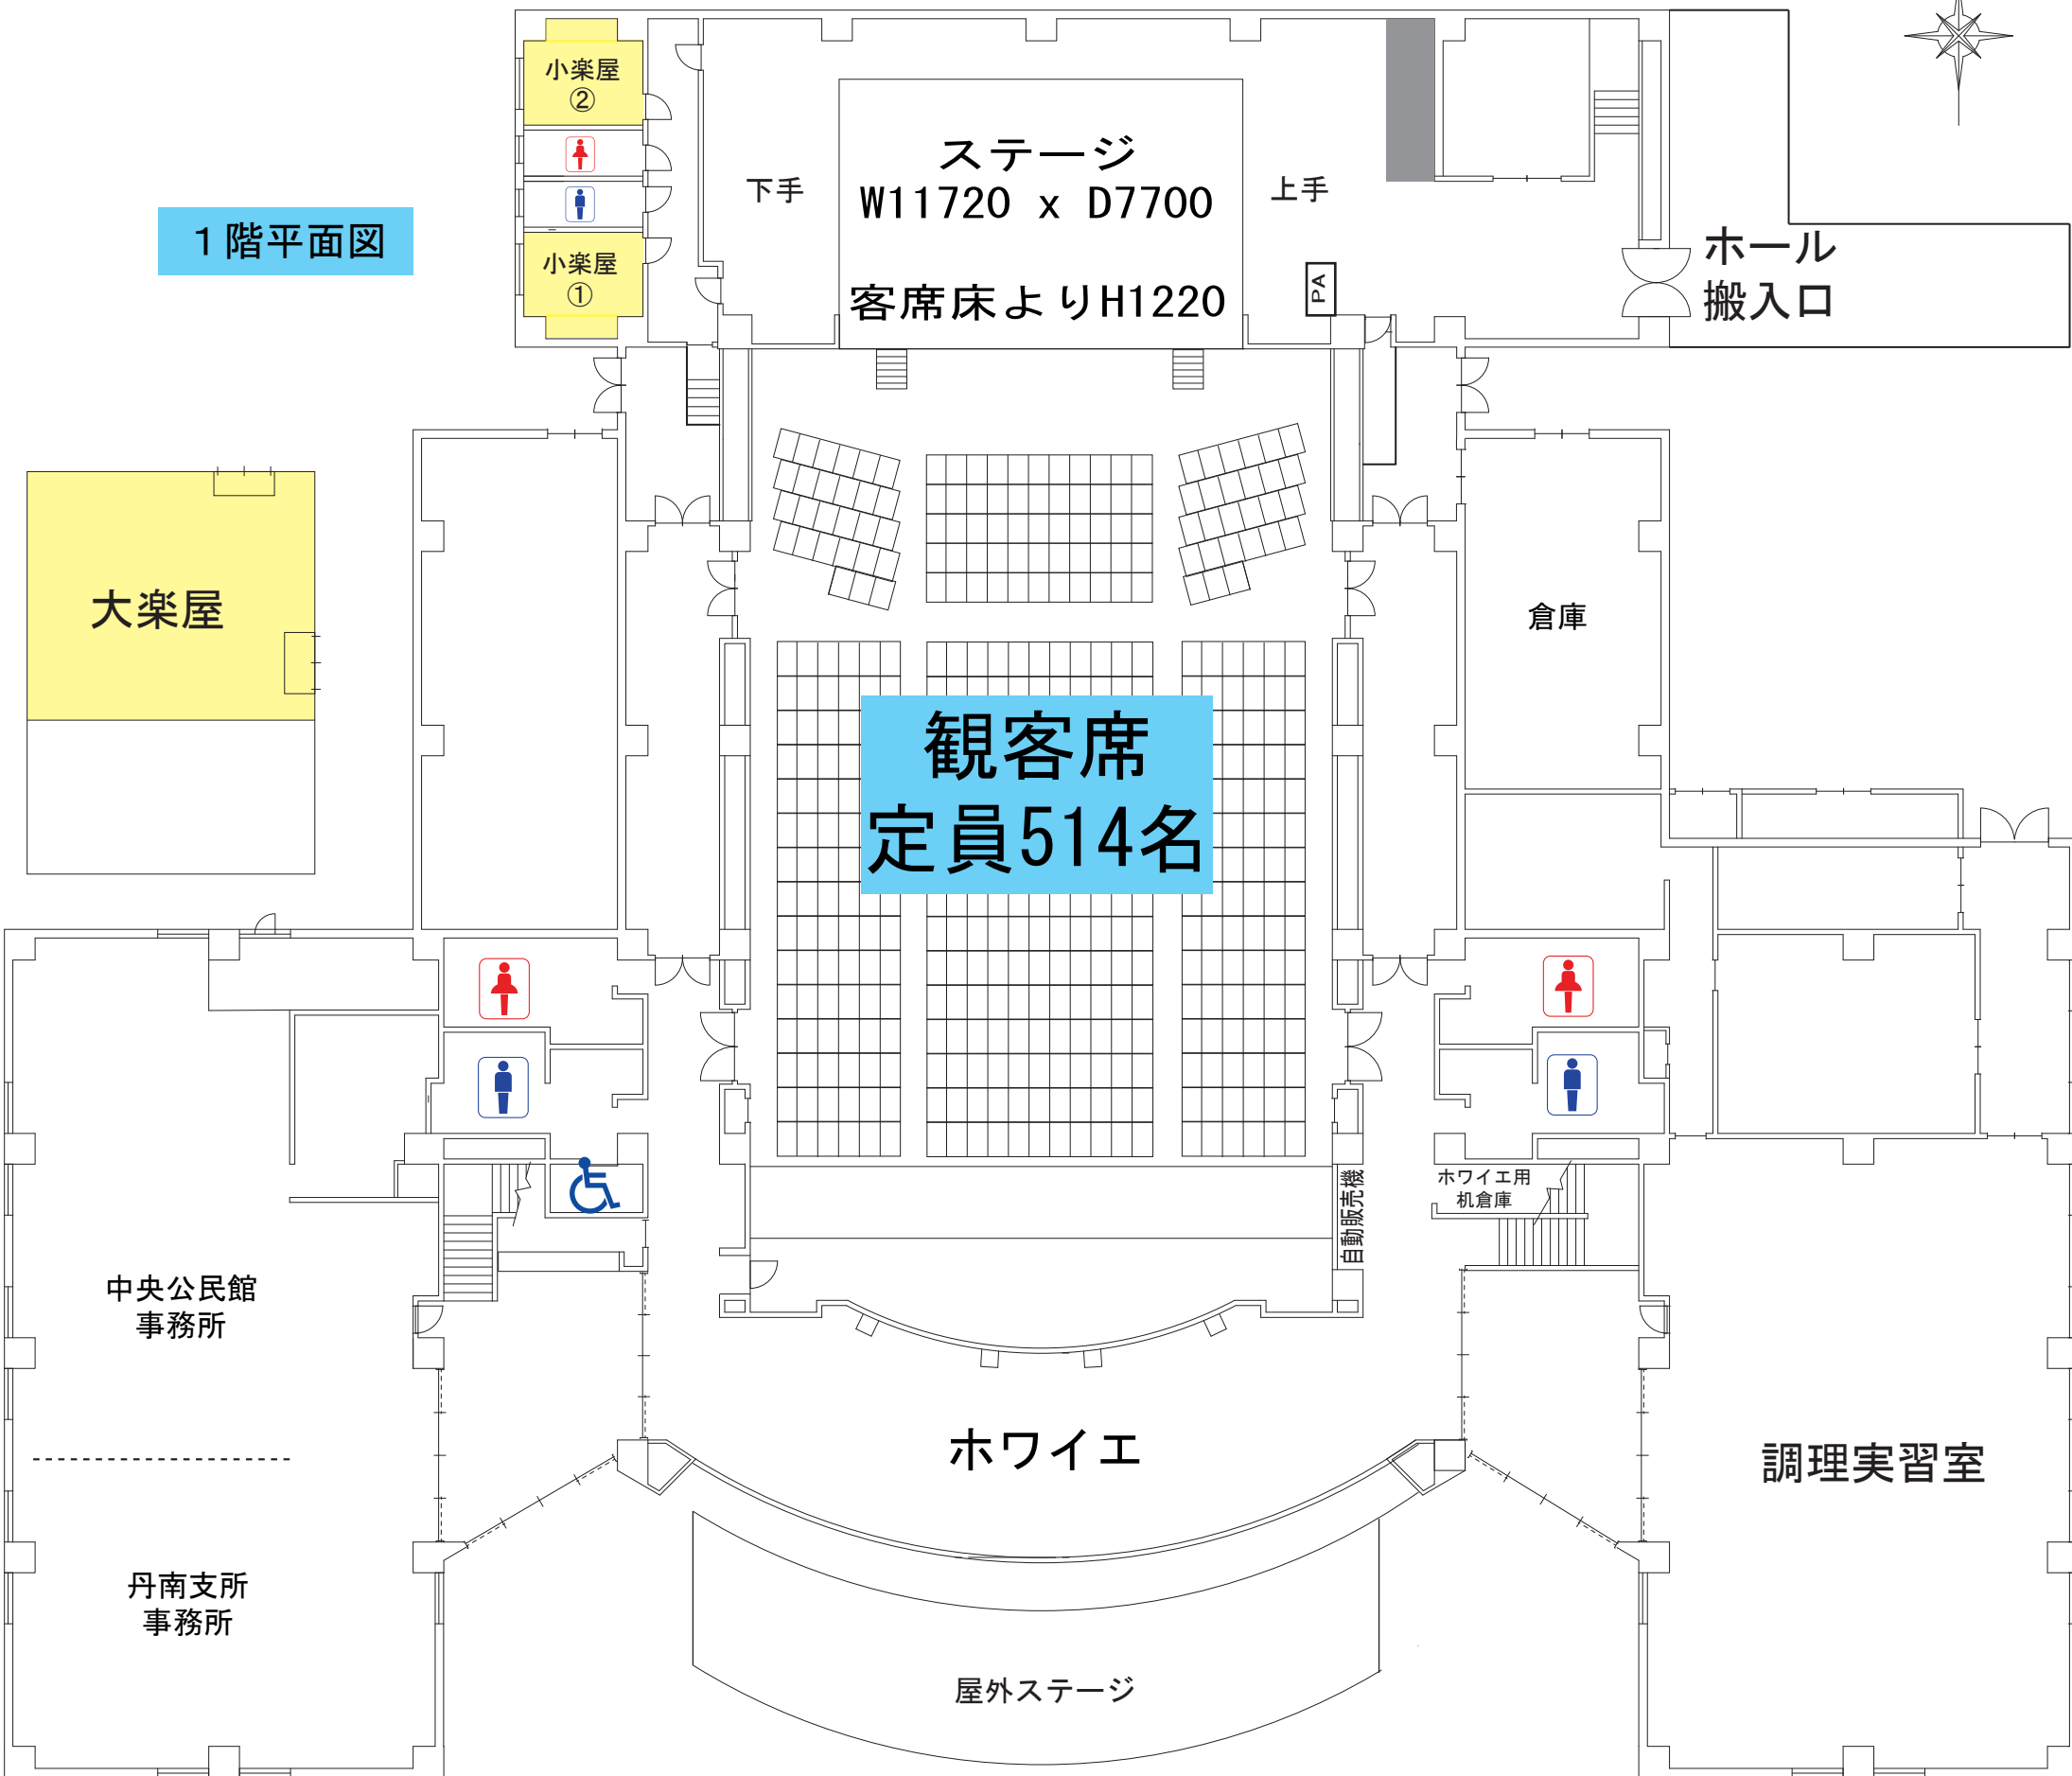 小楽屋
②
ステージ
W11720 x D7700
客席床よりH1220
下手
上手
1階平面図
小楽屋
①
PA
ホール
搬入口
大楽屋
倉庫
観客席
定員514名
自動販売機
ホワイエ用
机倉庫
中央公民館
事務所
ホワイエ
調理実習室
丹南支所
事務所
屋外ステージ